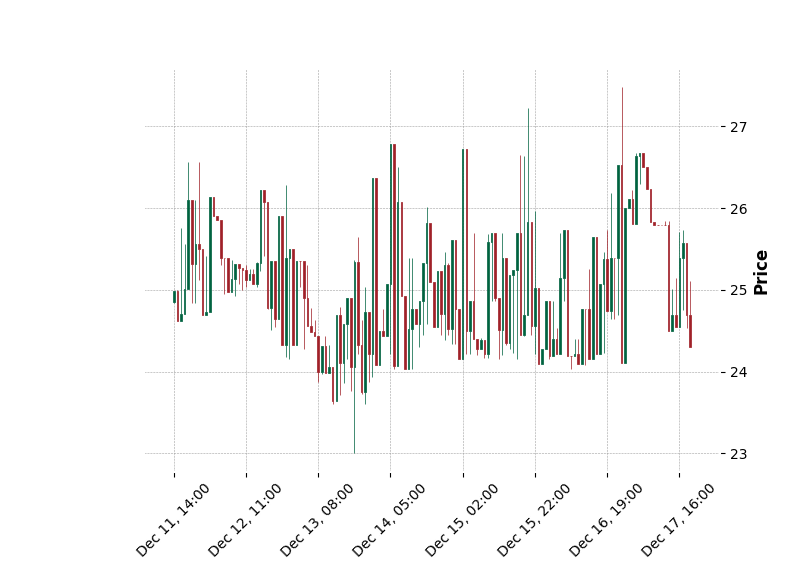 27
26
25
24
23
Price
Dec 11, 14:00
Dec 12, 11:00
Dec 13, 08:00
Dec 14, 05:00
Dec 15, 02:00
Dec 15, 22:00
Dec 16, 19:00
Dec 17, 16:00